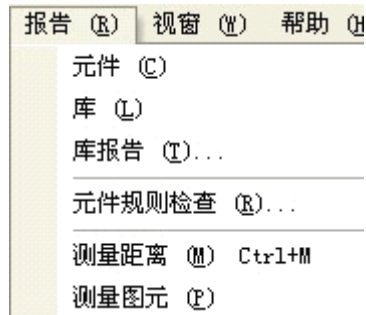 报告 (R) 视窗 (W) 帮助 (H
元件 (C)
库 (L)
库报告 (T)...
元件规则检查 (R)...
测量距离 (M) Ctrl+M
测量图元 (P)